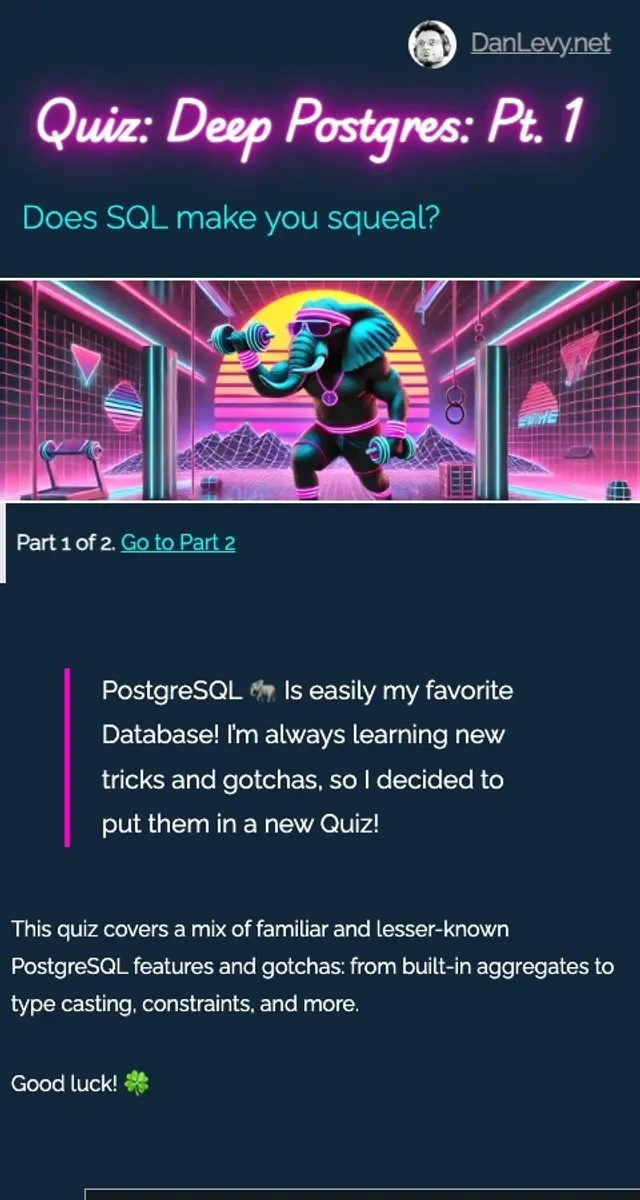 DanLevy.net
Quiz: Deep Postgres: Pt. 1
Does SQL make you squeal?
Part 1 of 2. Go to Part 2
PostgreSQL 🐘 Is easily my favorite
Database! I'm always learning new
tricks and gotchas, so I decided to
put them in a new Quiz!
This quiz covers a mix of familiar and lesser-known
PostgreSQL features and gotchas: from built-in aggregates to
type casting, constraints, and more.
Good luck! 🍀